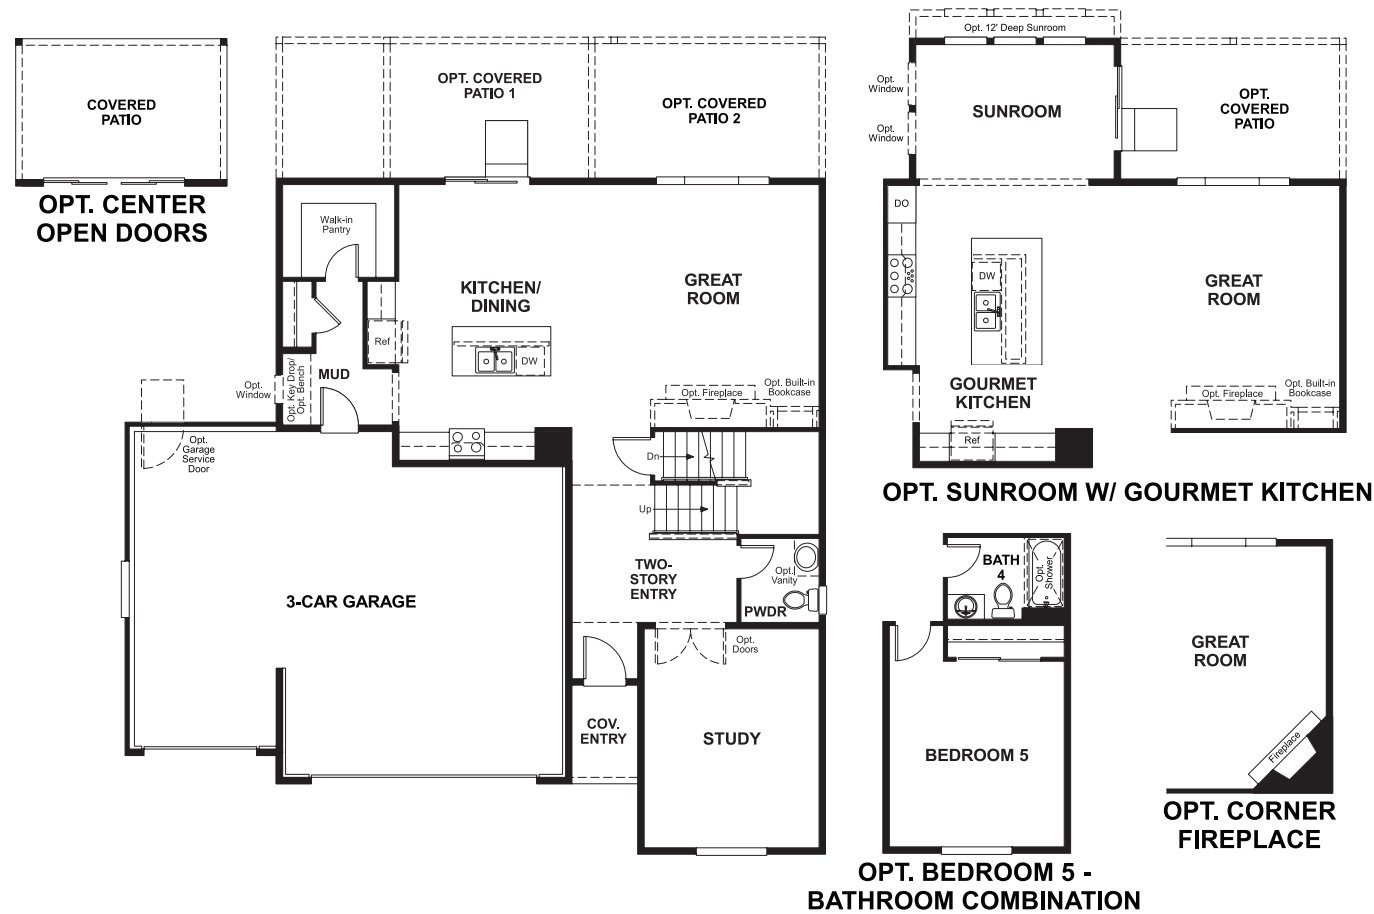 COVERED
PATIO
OPT. CENTER
OPEN DOORS
OPT. COVERED
PATIO 1
OPT. COVERED
PATIO 2
Walk-in
Pantry
KITCHEN/
DINING
GREAT
ROOM
Ref
DW
MUD
Opt.
Window
Opt. Key Drop/
Opt. Bench
Opt. Fireplace
Opt. Built-in
Bookcase
Opt.
Garage
Service
Door
Dn
Up
3-CAR GARAGE
TWO-
STORY
ENTRY
Opt.
Vanity
PWDR
Opt.
Doors
COV.
ENTRY
STUDY
Opt. 12' Deep Sunroom
Opt.
Window
Opt.
Window
SUNROOM
OPT.
COVERED
PATIO
DO
DW
GREAT
ROOM
GOURMET
KITCHEN
Ref
Opt. Fireplace
Opt. Built-in
Bookcase
OPT. SUNROOM W/ GOURMET KITCHEN
BATH
4
Opt.
Shower
BEDROOM 5
OPT. BEDROOM 5 -
BATHROOM COMBINATION
GREAT
ROOM
Fireplace
OPT. CORNER
FIREPLACE